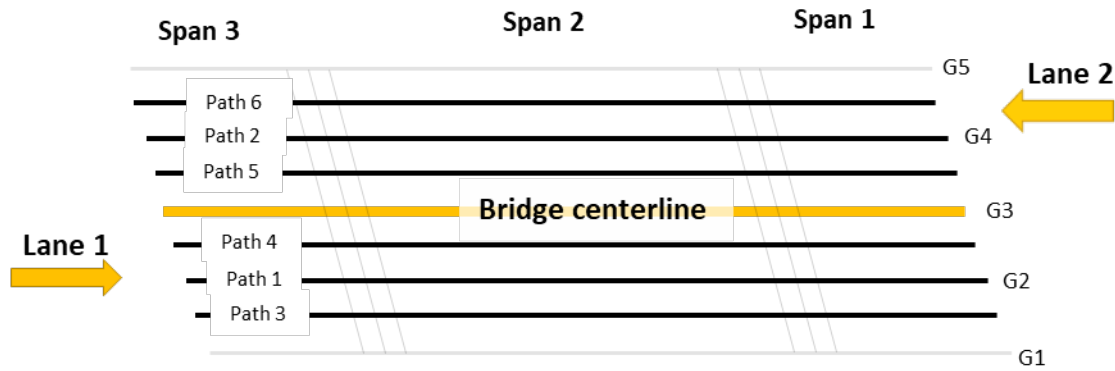 Span 3
Span 2
Span 1
G5
Lane 2
Path 6
Path 2
G4
Path 5
Bridge centerline
G3
Lane 1
Path 4
Path 1
G2
Path 3
G1